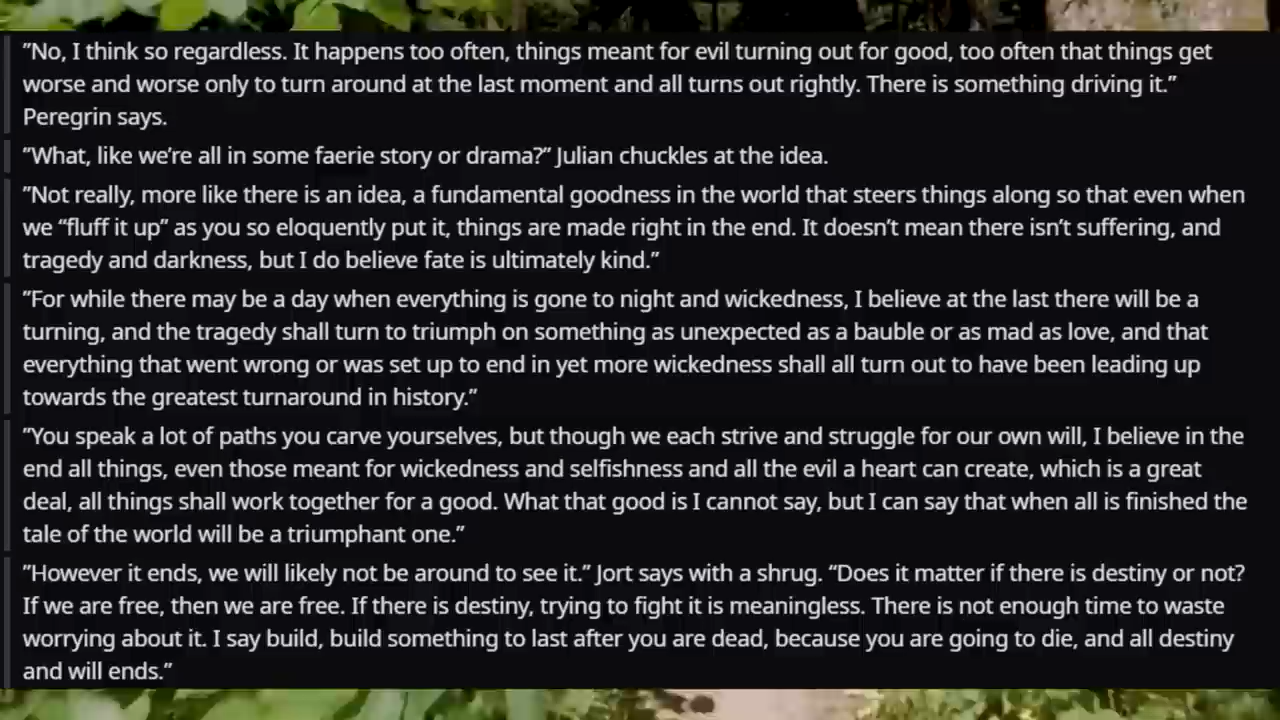 ”No, I think so regardless. It happens too often, things meant for evil turning out for good, too often that things get
worse and worse only to turn around at the last moment and all turns out rightly. There is something driving it.”
Peregrin says.
”What, like we’re all in some faerie story or drama?” Julian chuckles at the idea.
”Not really, more like there is an idea, a fundamental goodness in the world that steers things along so that even when
we “fluff it up” as you so eloquently put it, things are made right in the end. It doesn’t mean there isn’t suffering, and
tragedy and darkness, but I do believe fate is ultimately kind.”
”For while there may be a day when everything is gone to night and wickedness, I believe at the last there will be a
turning, and the tragedy shall turn to triumph on something as unexpected as a bauble or as mad as love, and that
everything that went wrong or was set up to end in yet more wickedness shall all turn out to have been leading up
towards the greatest turnaround in history.”
”You speak a lot of paths you carve yourselves, but though we each strive and struggle for our own will, I believe in the
end all things, even those meant for wickedness and selfishness and all the evil a heart can create, which is a great
deal, all things shall work together for a good. What that good is I cannot say, but I can say that when all is finished the
tale of the world will be a triumphant one.”
”However it ends, we will likely not be around to see it.” Jort says with a shrug. “Does it matter if there is destiny or not?
If we are free, then we are free. If there is destiny, trying to fight it is meaningless. There is not enough time to waste
worrying about it. I say build, build something to last after you are dead, because you are going to die, and all destiny
and will ends.”